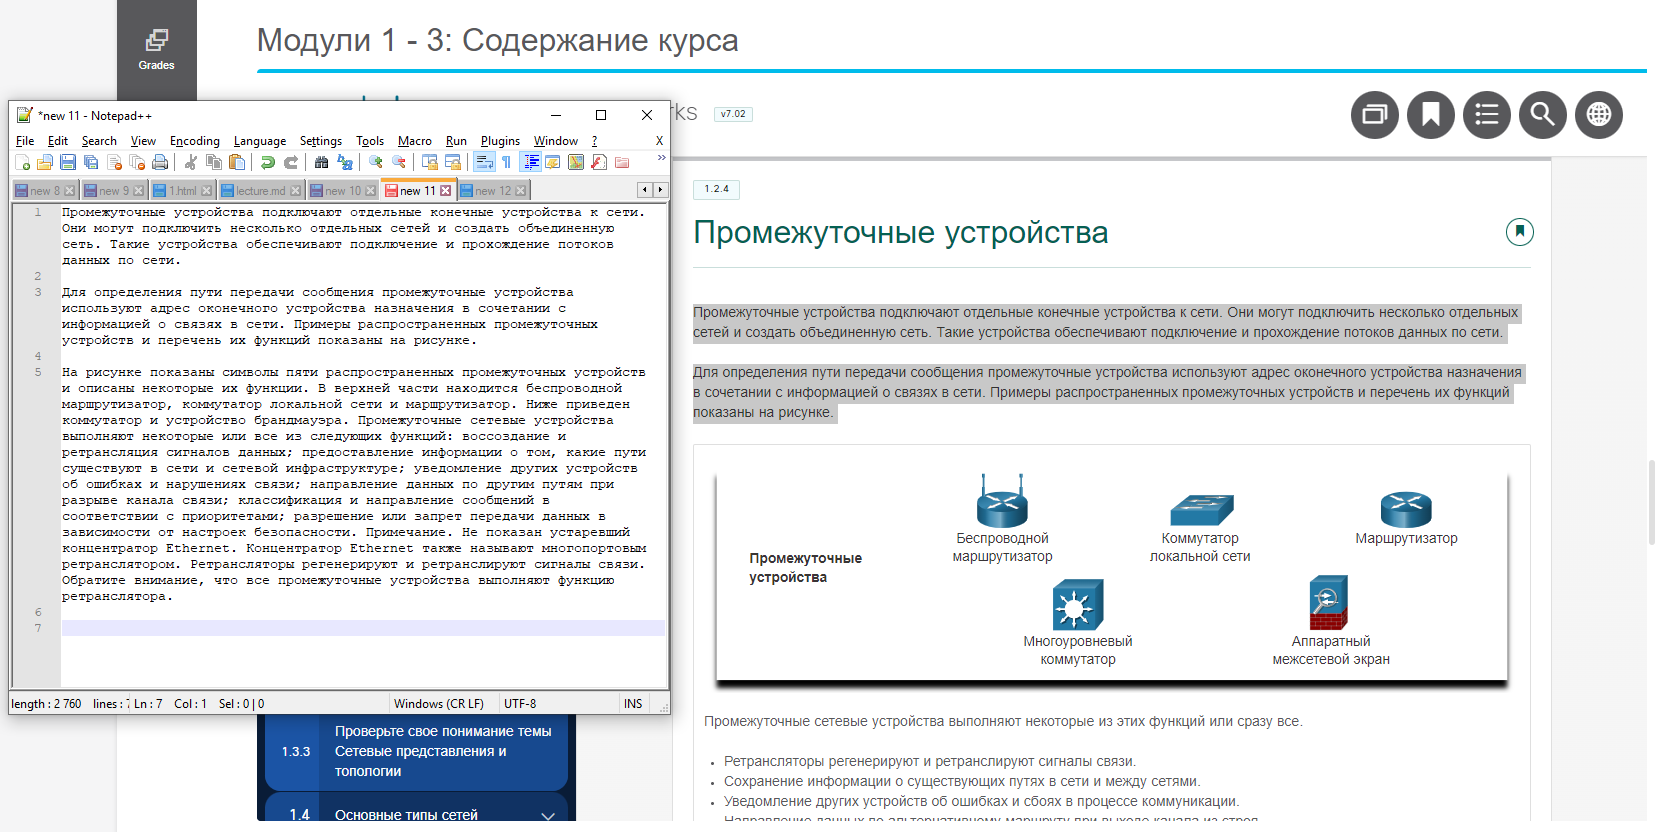 Grades
Модули 1 - 3: Содержание курса
rks
v7.02
*new 11 - Notepad++
File Edit Search View Encoding Language Settings Tools Macro Run Plugins Window ? X
new 8 new 9 1.html lecture.md new 10 new 11 new 12
1 Промежуточные устройства подключают отдельные конечные устройства к сети.
Они могут подключить несколько отдельных сетей и создать объединенную
сеть. Такие устройства обеспечивают подключение и прохождение потоков
данных по сети.
2
3 Для определения пути передачи сообщения промежуточные устройства
используют адрес оконечного устройства назначения в сочетании с
информацией о связях в сети. Примеры распространенных промежуточных
устройств и перечень их функций показаны на рисунке.
4
5 На рисунке показаны символы пяти распространенных промежуточных устройств
и описаны некоторые их функции. В верхней части находится беспроводной
маршрутизатор, коммутатор локальной сети и маршрутизатор. Ниже приведен
коммутатор и устройство брандмауэра. Промежуточные сетевые устройства
выполняют некоторые или все из следующих функций: воссоздание и
ретрансляция сигналов данных; предоставление информации о том, какие пути
существуют в сети и сетевой инфраструктуре; уведомление других устройств
об ошибках и нарушениях связи; направление данных по другим путям при
разрыве канала связи; классификация и направление сообщений в
соответствии с приоритетами; разрешение или запрет передачи данных в
зависимости от настроек безопасности. Примечание. Не показан устаревший
концентратор Ethernet. Концентратор Ethernet также называют многопортовым
ретранслятором. Ретрансляторы регенерируют и ретранслируют сигналы связи.
Обратите внимание, что все промежуточные устройства выполняют функцию
ретранслятора.
6
7
length : 2 760 lines : 7 Ln : 7 Col : 1 Sel : 0 | 0 Windows (CR LF) UTF-8 INS
1.3.3
Проверьте свое понимание темы
Сетевые представления и
топологии
1.4 Основные типы сетей
1.2.4
Промежуточные устройства
Промежуточные устройства подключают отдельные конечные устройства к сети. Они могут подключить несколько отдельных
сетей и создать объединенную сеть. Такие устройства обеспечивают подключение и прохождение потоков данных по сети.
Для определения пути передачи сообщения промежуточные устройства используют адрес оконечного устройства назначения
в сочетании с информацией о связях в сети. Примеры распространенных промежуточных устройств и перечень их функций
показаны на рисунке.
Промежуточные
устройства
Беспроводной
маршрутизатор
Коммутатор
локальной сети
Маршрутизатор
Многоуровневый
коммутатор
Аппаратный
межсетевой экран
Промежуточные сетевые устройства выполняют некоторые из этих функций или сразу все.
• Ретрансляторы регенерируют и ретранслируют сигналы связи.
• Сохранение информации о существующих путях в сети и между сетями.
• Уведомление других устройств об ошибках и сбоях в процессе коммуникации.
• Направление данных по альтернативному маршруту при выходе канала из строя